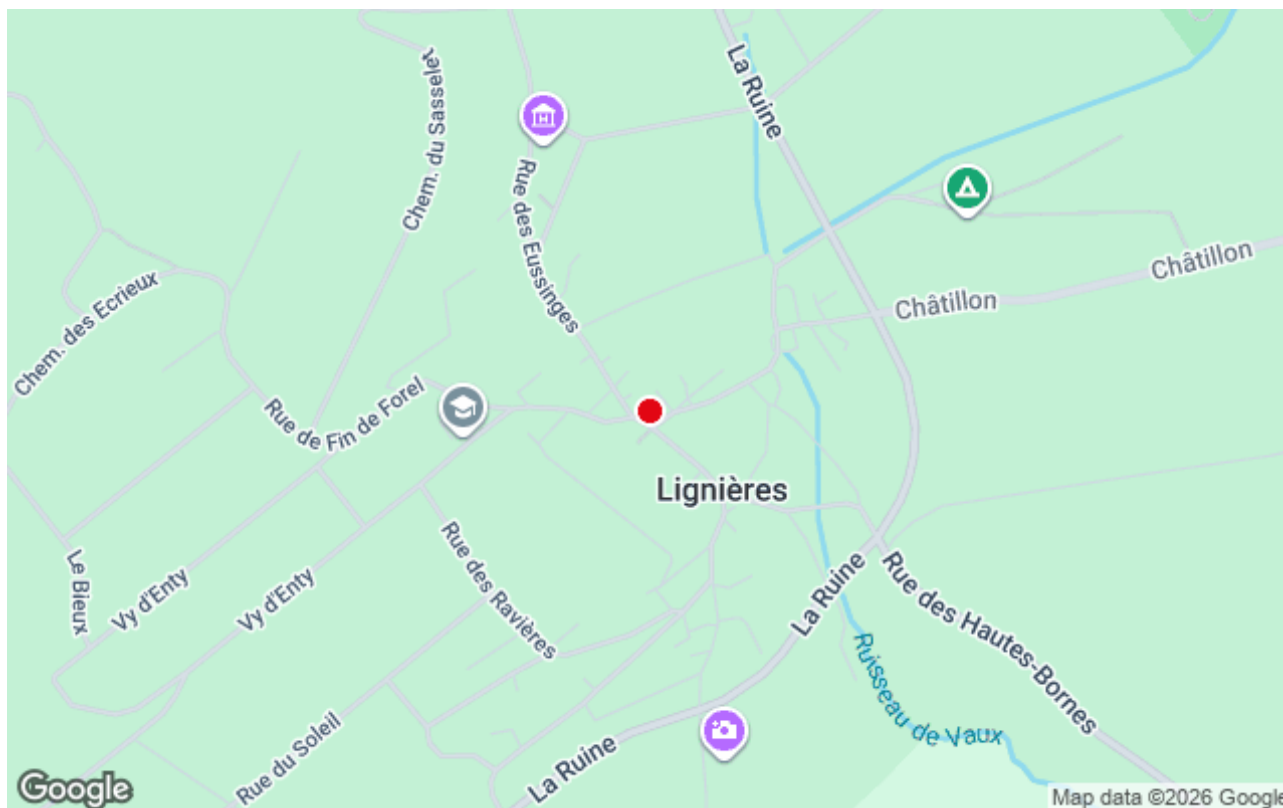 La Ruine
Chem. du Sasselet
Rue des Eussinges
Châtillon
Châtillon
Chem. des Ecrieux
Rue de Fin de Forel
Lignières
Le Bieux
Vy d'Enty
Vy d'Enty
Rue des Ravières
La Ruine
Rue des Hautes-Bornes
Ruisseau de Vaux
Rue du Soleil
La Ruine
Google
Map data ©2026 Google